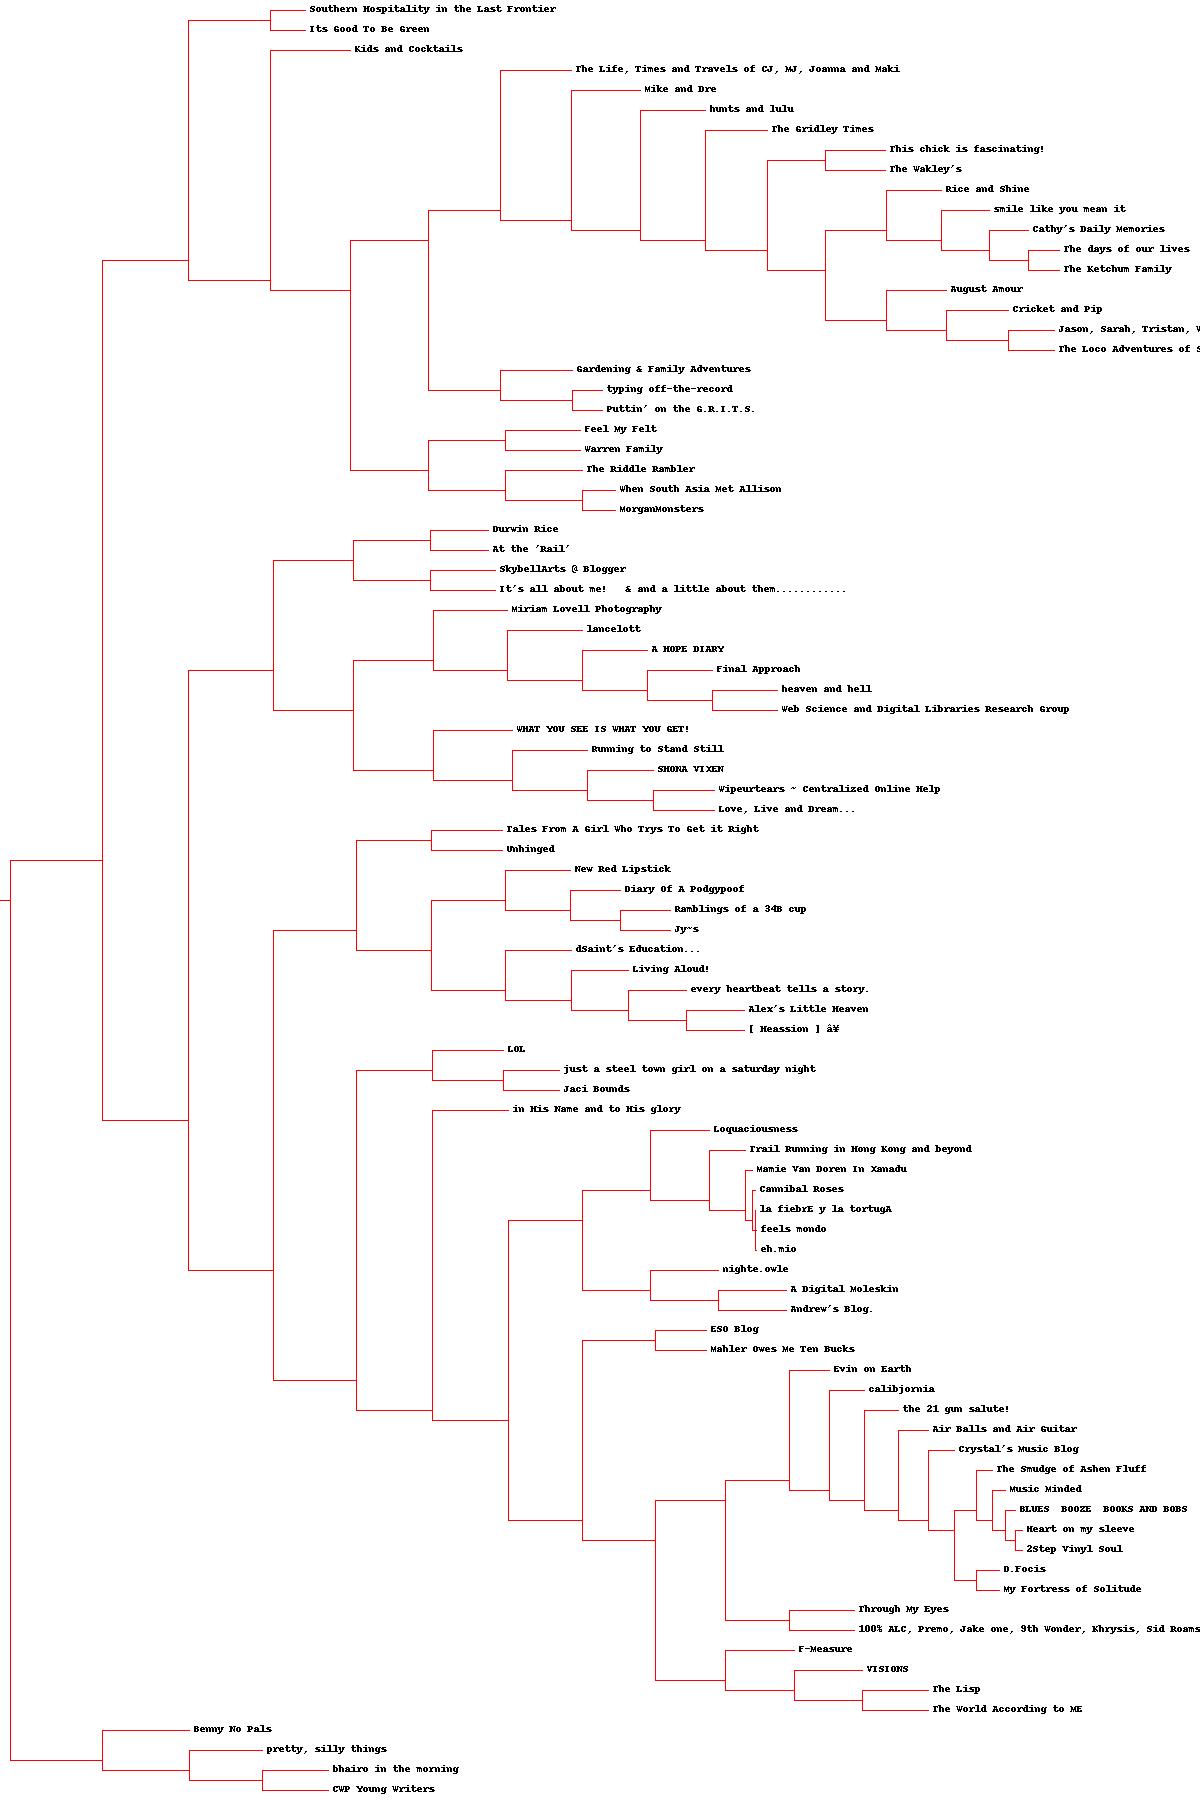 Southern Hospitality in the Last Frontier
Its Good To Be Green
Kids and Cocktails
The Life, Times and Travels of CJ, MJ, Joanna and Maki
Mike and Dre
hunts and lulu
The Gridley Times
This chick is fascinating!
The Wakley's
Rice and Shine
smile like you mean it
Cathy's Daily Memories
The days of our lives
The Ketchum Family
August Amour
Cricket and Pip
Jason, Sarah, Tristan,
The Loco Adventures of
Gardening & Family Adventures
typing off-the-record
Puttin' on the G.R.I.T.S.
Feel My Felt
Warren Family
The Riddle Rambler
When South Asia Met Allison
MorganMonsters
Durwin Rice
At the 'Rail'
SkybellArts @ Blogger
It's all about me!   & and a little about them............
Miriam Lovell Photography
lancelott
A HOPE DIARY
Final Approach
heaven and hell
Web Science and Digital Libraries Research Group
WHAT YOU SEE IS WHAT YOU GET!
Running to Stand Still
SHONA VIXEN
Wipeurtears ~ Centralized Online Help
Love, Live and Dream...
Tales From A Girl Who Trys To Get it Right
Unhinged
New Red Lipstick
Diary Of A Podgypoof
Ramblings of a 34B cup
Jy~s
dSaint's Education...
Living Aloud!
every heartbeat tells a story.
Alex's Little Heaven
[ Heassion ] â¥
LOL
just a steel town girl on a saturday night
Jaci Bounds
in His Name and to His glory
Loquaciousness
Trail Running in Hong Kong and beyond
Mamie Van Doren In Xanadu
Cannibal Roses
la fiebrE y la tortugA
feels mondo
eh.mio
nighte.owle
A Digital Moleskin
Andrew's Blog.
ESO Blog
Mahler Owes Me Ten Bucks
Evin on Earth
calibjornia
the 21 gun salute!
Air Balls and Air Guitar
Crystal's Music Blog
The Smudge of Ashen Fluff
Music Minded
BLUES  BOOZE  BOOKS AND BOBS
Heart on my sleeve
2Step Vinyl Soul
O.Focis
My Fortress of Solitude
Through My Eyes
100% ALC, Premo, Jake one, 9th Wonder, Khrysis, Sid Roams
F-Measure
VISIONS
The Lisp
The World According to ME
Benny No Pals
pretty, silly things
bhairo in the morning
CWP Young Writers